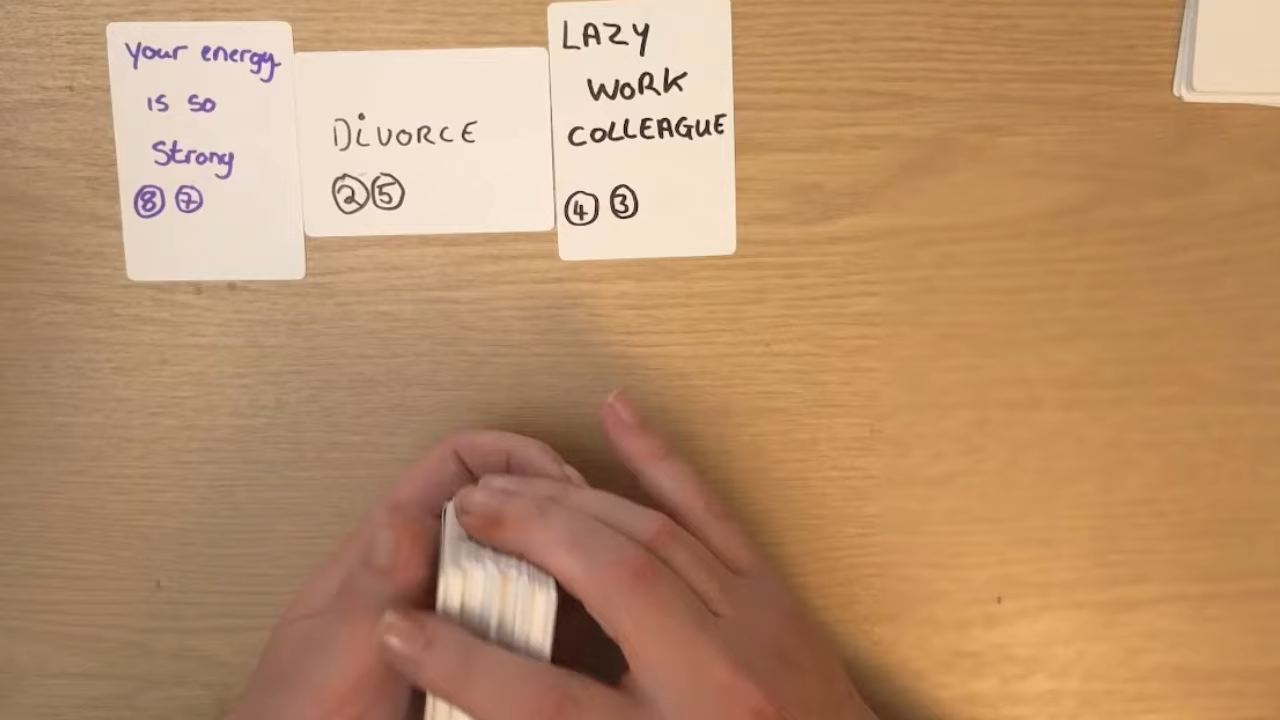 Your energy
is so
Strong
8 7
DIVORCE
2 5
LAZY
WORK
COLLEAGUE
4 3